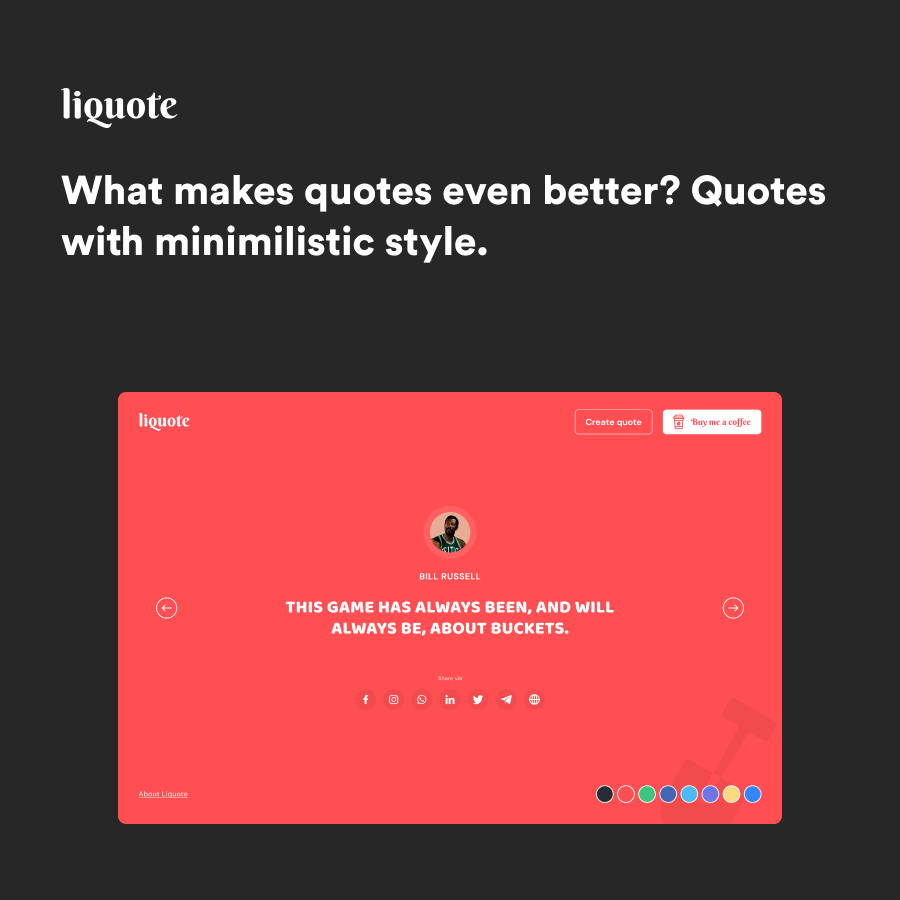 liquote
What makes quotes even better? Quotes
with minimilistic style.
liquote
Create quote
Buy me a coffee
BILL RUSSELL
THIS GAME HAS ALWAYS BEEN, AND WILL
ALWAYS BE, ABOUT BUCKETS.
Share via
About Liquote